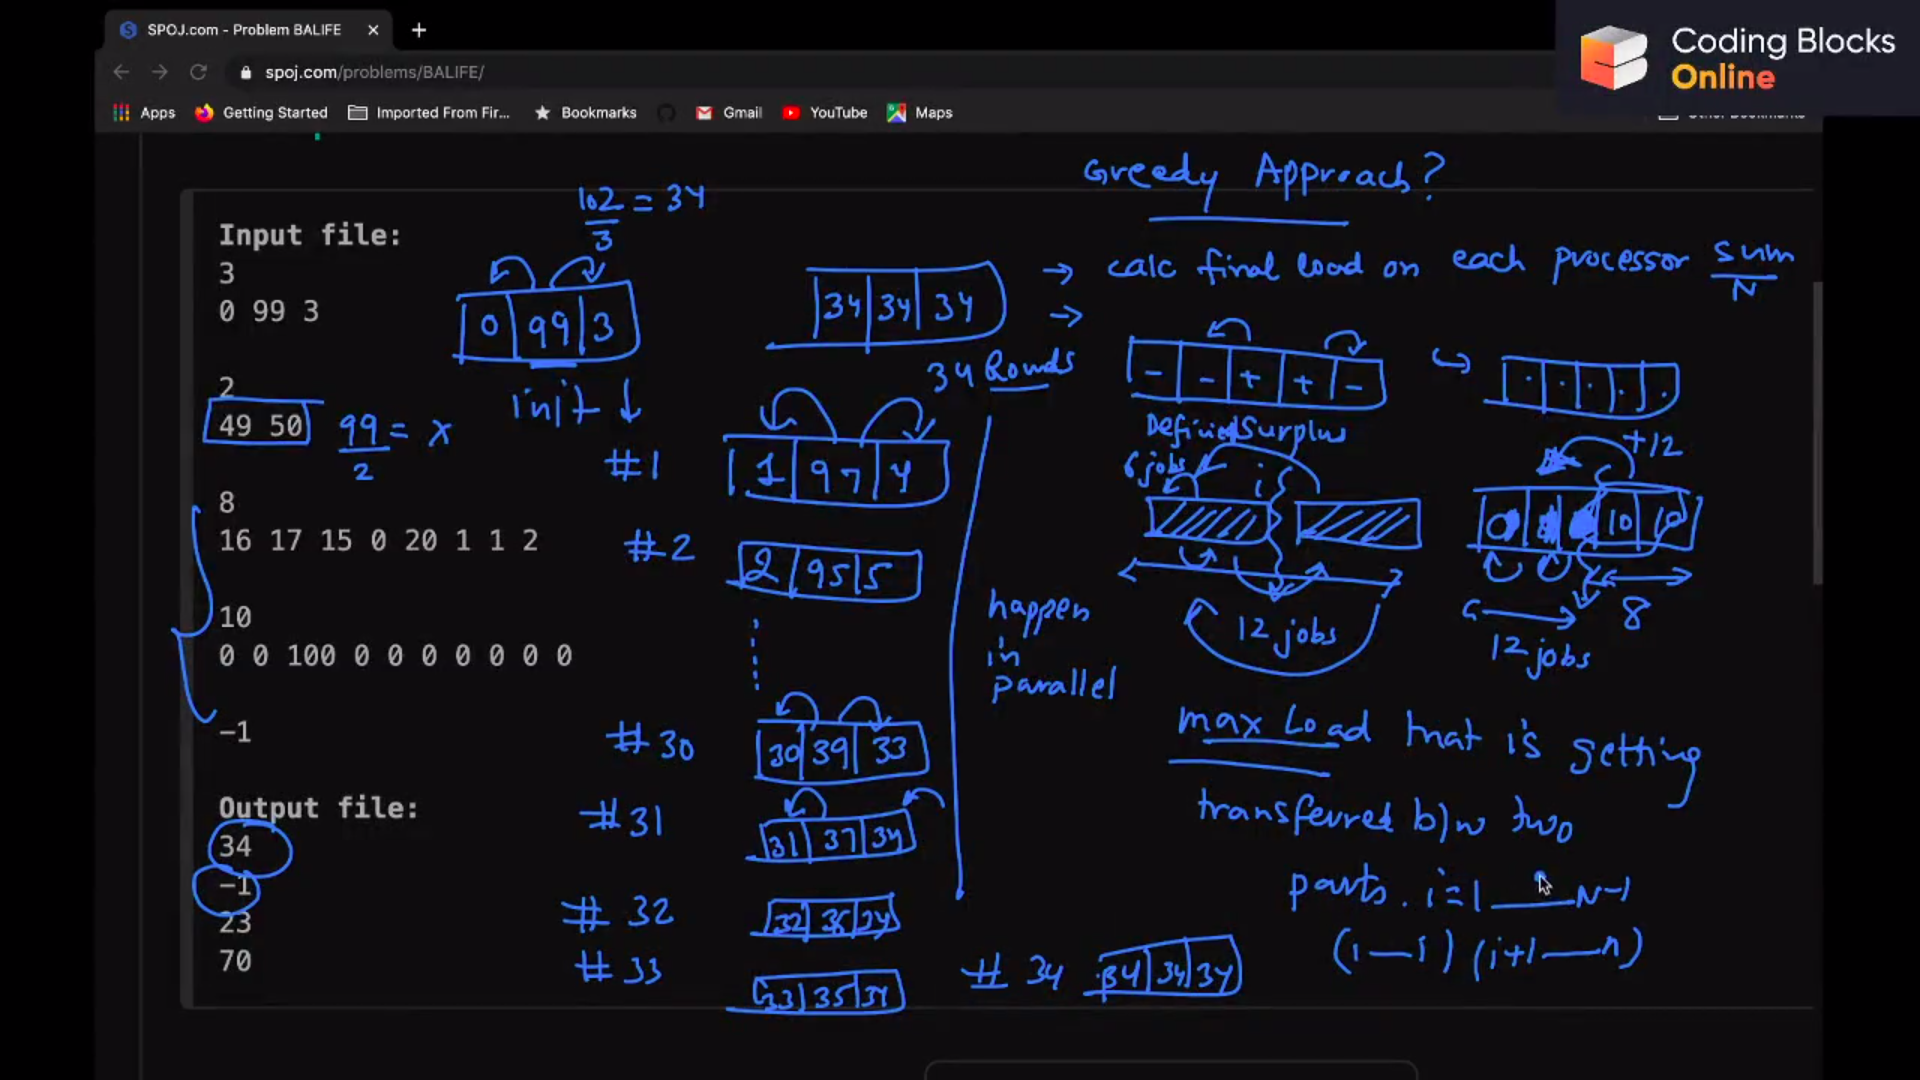 SPOJ.com - Problem BALIFE
Coding Blocks
Online
spoj.com/problems/BALIFE/
Apps Getting Started Imported From Fir... Bookmarks Gmail YouTube Maps
Greedy Approach?
102/3 = 34
Input file:
3
0 99 3
0 99 3
init
34 34 34
34 Rounds
→ calc final load on each processor sum/N
→
- - + + -
Surplus
2
49 50
99/2 = x
#1
1 97 4
6 jobs
i
+12
8
16 17 15 0 20 1 1 2
#2
2 95 5
0 10 10
10
0 0 100 0 0 0 0 0 0 0
happen
in
parallel
12 jobs
12 jobs
8
-1
#30
30 39 33
max load that is getting
transferred b/w two
parts. i=1 — N-1
(1 — i) (i+1 — n)
Output file:
34
-1
23
70
#31
31 37 34
#32
32 36 34
#33
33 35 34
#34
34 34 34